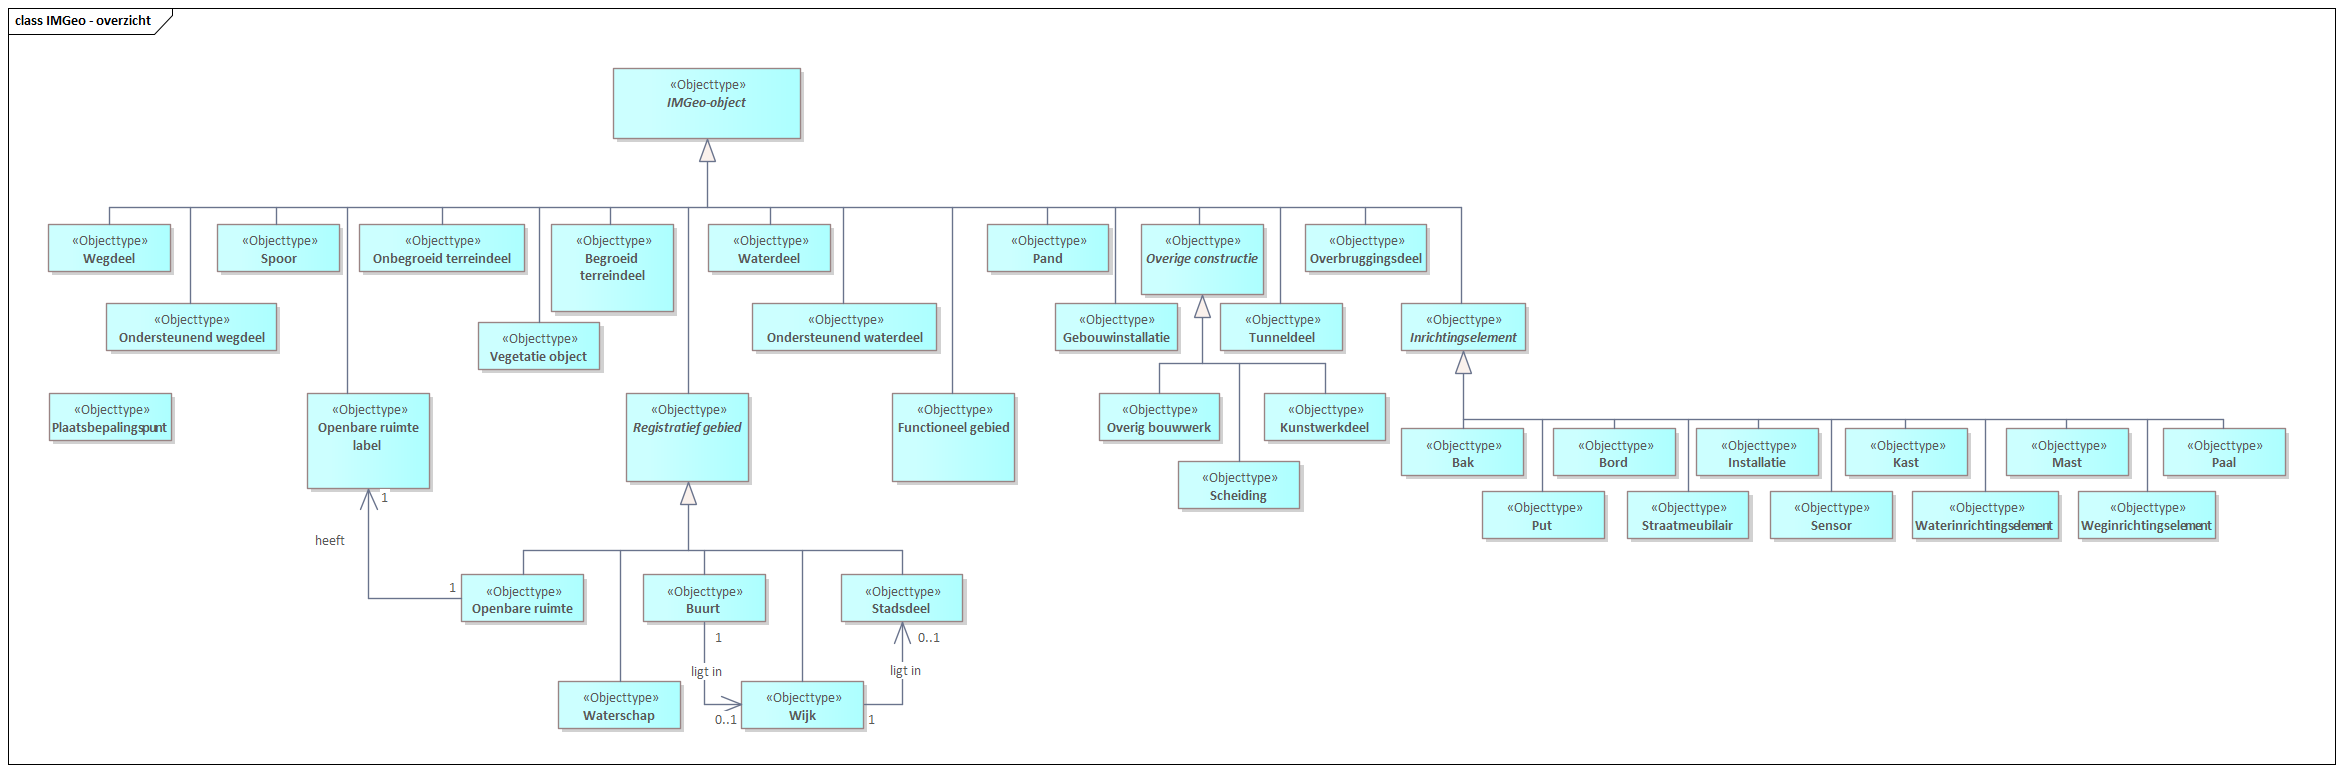 class IMGeo - overzicht
«Objecttype»
IMGeo-object
«Objecttype»
Wegdeel
«Objecttype»
Spoor
«Objecttype»
Onbegroeid terreindeel
«Objecttype»
Begroeid
terreindeel
«Objecttype»
Waterdeel
«Objecttype»
Pand
«Objecttype»
Overige constructie
«Objecttype»
Overbruggingsdeel
«Objecttype»
Ondersteunend wegdeel
«Objecttype»
Vegetatie object
«Objecttype»
Ondersteunend waterdeel
«Objecttype»
Gebouwinstallatie
«Objecttype»
Tunneldeel
«Objecttype»
Inrichtingselement
«Objecttype»
Plaatsbepalingspunt
«Objecttype»
Openbare ruimte
label
«Objecttype»
Registratief gebied
«Objecttype»
Functioneel gebied
«Objecttype»
Overig bouwwerk
«Objecttype»
Kunstwerkdeel
«Objecttype»
Scheiding
«Objecttype»
Bak
«Objecttype»
Bord
«Objecttype»
Installatie
«Objecttype»
Kast
«Objecttype»
Mast
«Objecttype»
Paal
«Objecttype»
Put
«Objecttype»
Straatmeubilair
«Objecttype»
Sensor
«Objecttype»
Waterinrichtingselement
«Objecttype»
Weginrichtingselement
1
heeft
1
«Objecttype»
Openbare ruimte
«Objecttype»
Buurt
«Objecttype»
Stadsdeel
1
0..1
ligt in
ligt in
«Objecttype»
Waterschap
«Objecttype»
Wijk
0..1
1